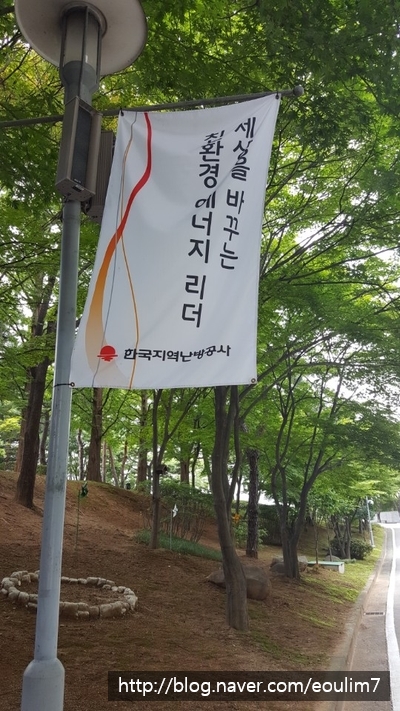 세상을 바꾸는
친환경 에너지 리더
한국지역난방공사
http://blog.naver.com/eoulim7